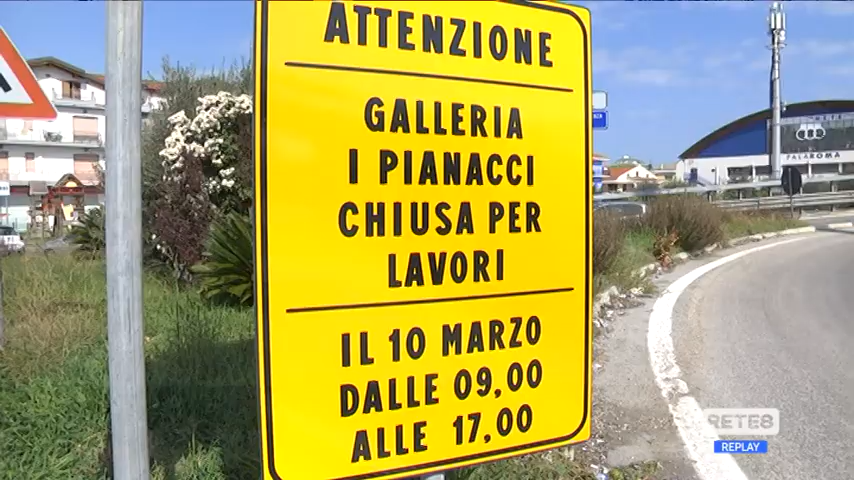 ATTENZIONE
GALLERIA
I PIANACCI
CHIUSA PER
LAVORI
IL 10 MARZO
DALLE 09,00
ALLE 17,00
PALAROMA
RETE8
REPLAY